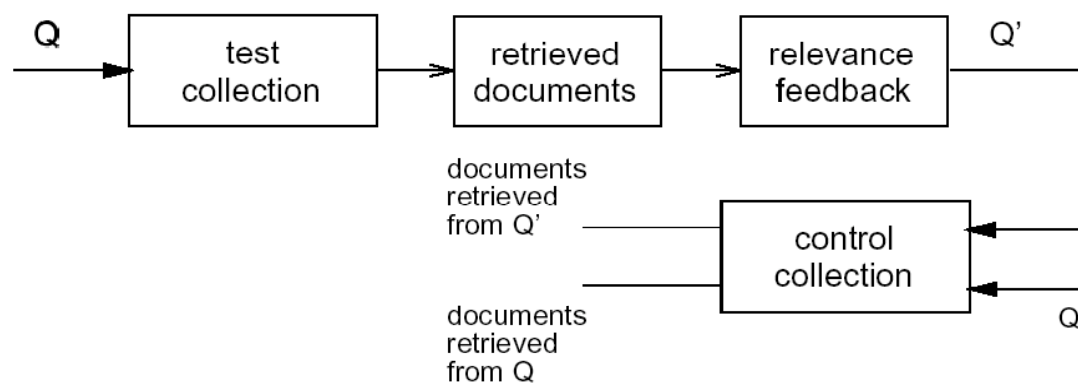 Q
test
collection
retrieved
documents
relevance
feedback
Q’
documents
retrieved
from Q’
control
collection
documents
retrieved
from Q
Q